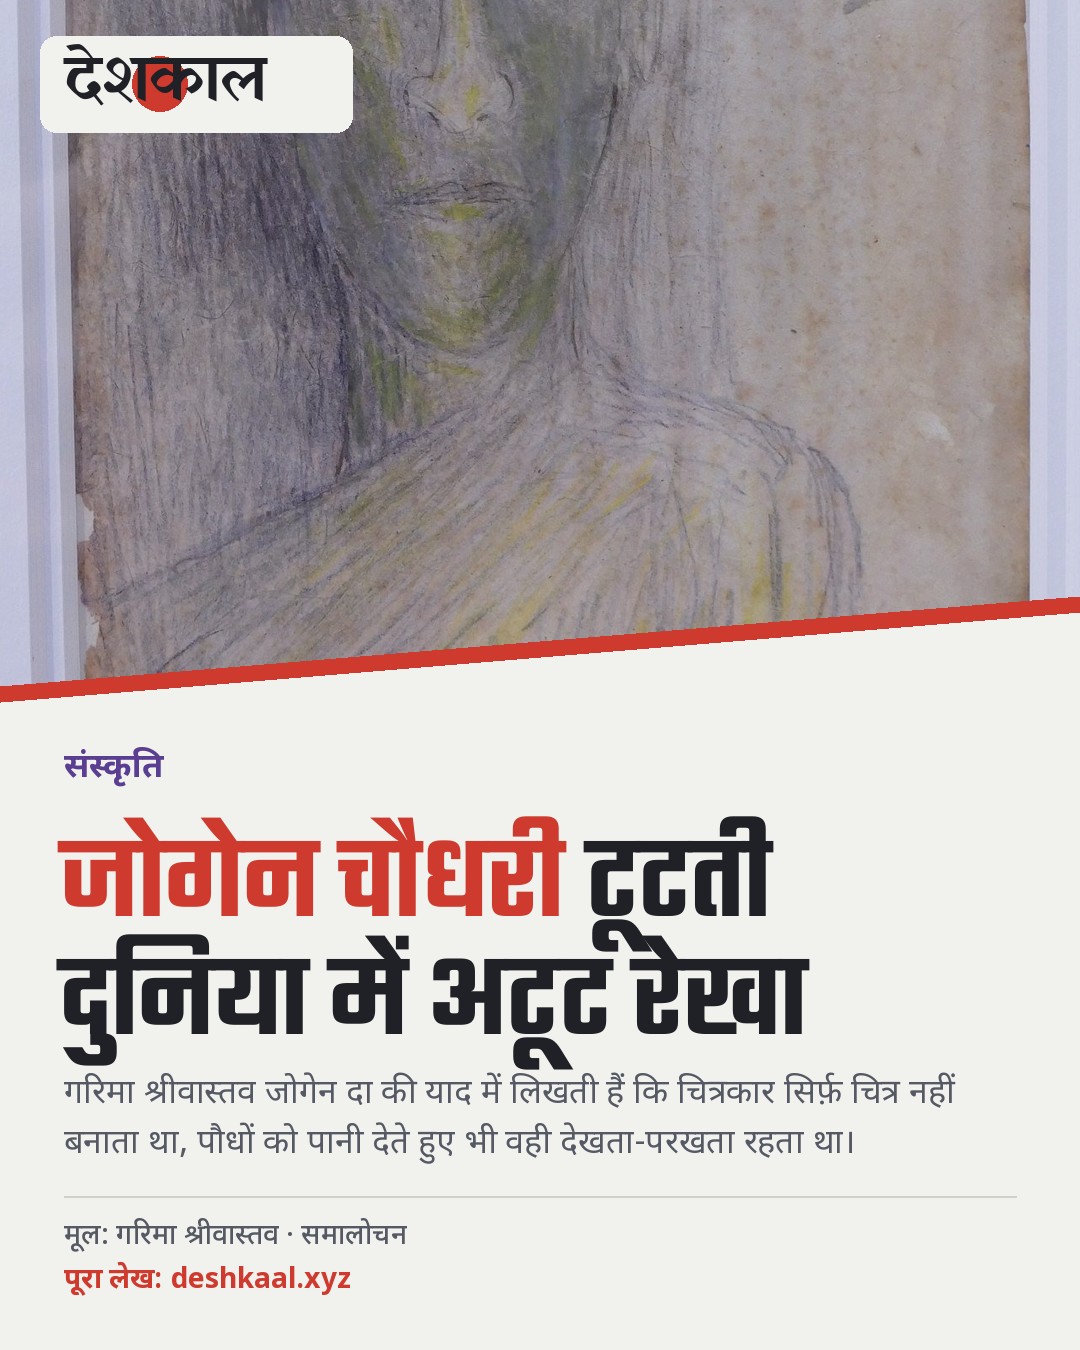 देशकाल
संस्कृति
जोगेन चौधरी टूटती
दुनिया में अटूट रेखा
गरिमा श्रीवास्तव जोगेन दा की याद में लिखती हैं कि चित्रकार सिर्फ़ चित्र नहीं
बनाता था, पौधों को पानी देते हुए भी वही देखता-परखता रहता था।
मूल: गरिमा श्रीवास्तव · समालोचन
पूरा लेख: deshkaal.xyz